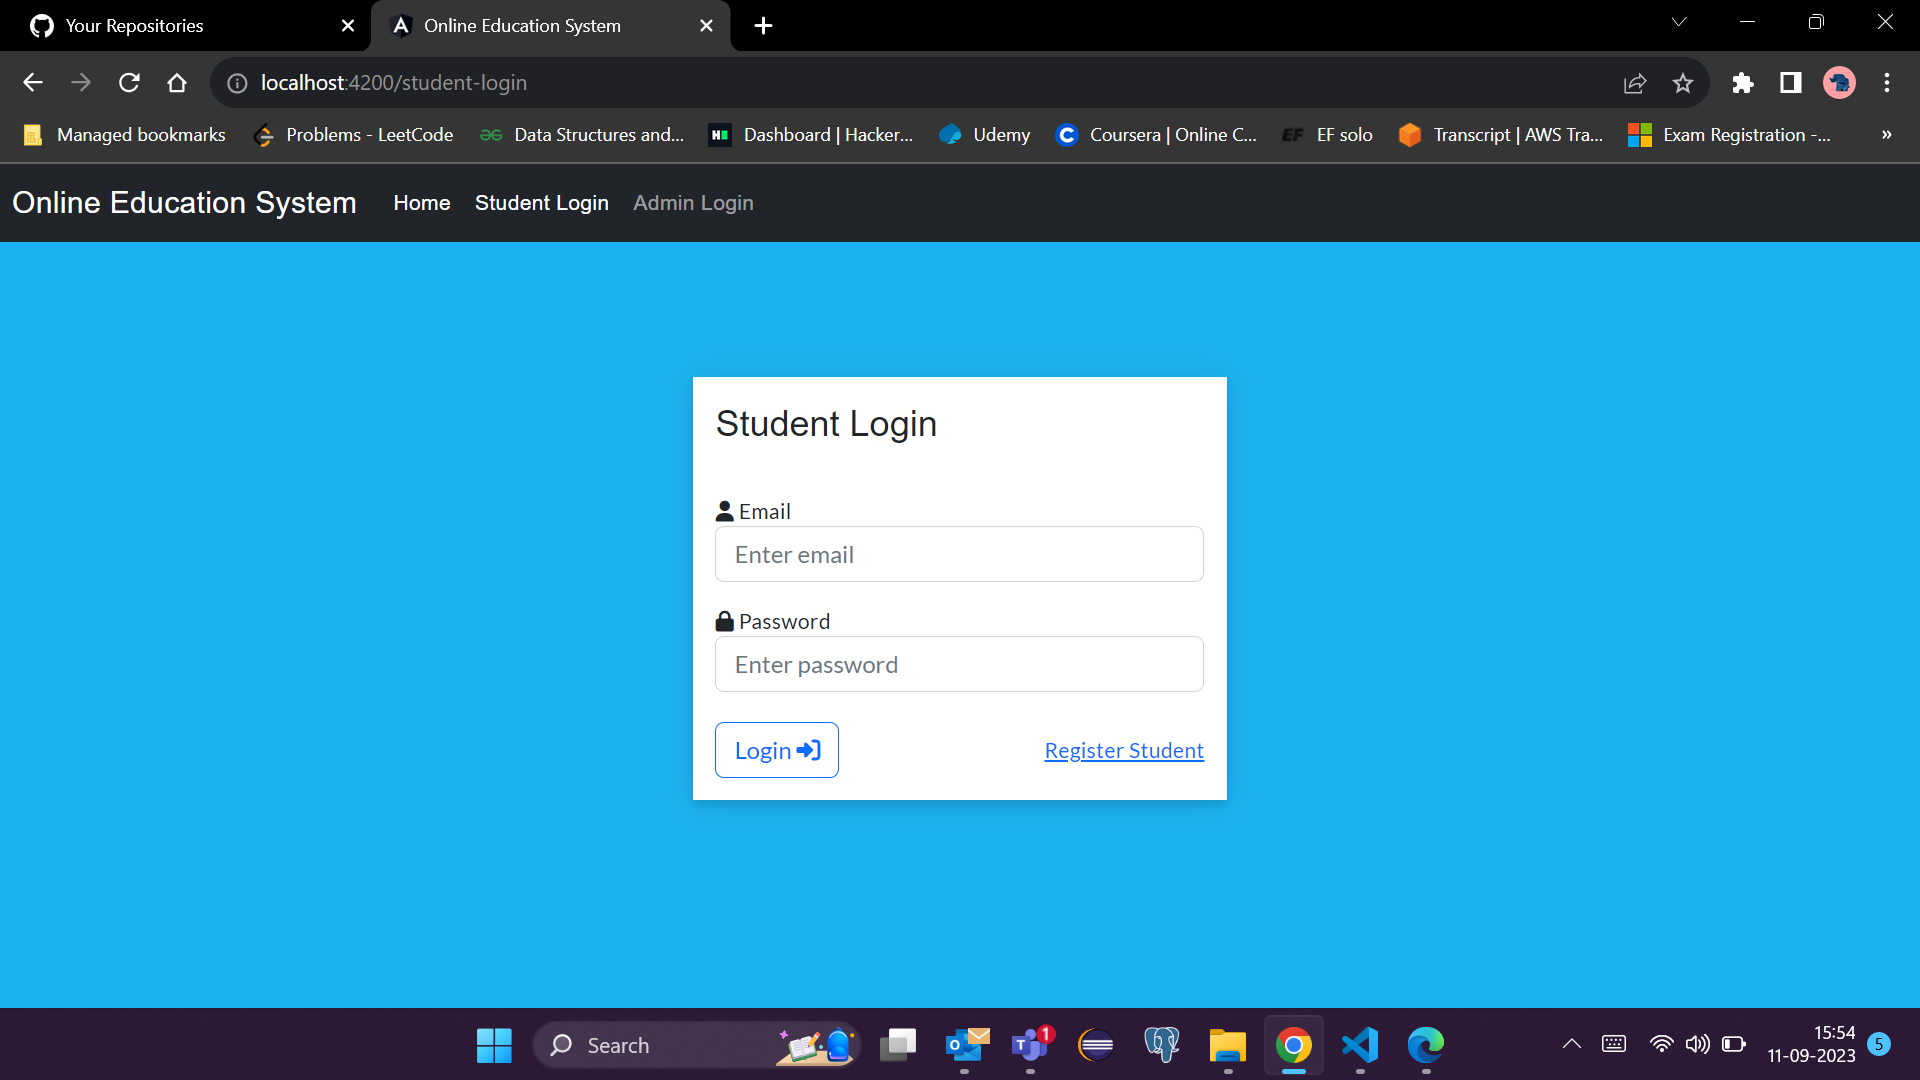 Your Repositories
Online Education System
localhost:4200/student-login
Managed bookmarks
Problems - LeetCode
Data Structures and...
Dashboard | Hacker...
Udemy
Coursera | Online C...
EF EF solo
Transcript | AWS Tra...
Exam Registration -...
»
Online Education System Home Student Login Admin Login
Student Login
Email
Enter email
Password
Enter password
Login Register Student
Search
1
15:54
11-09-2023
5